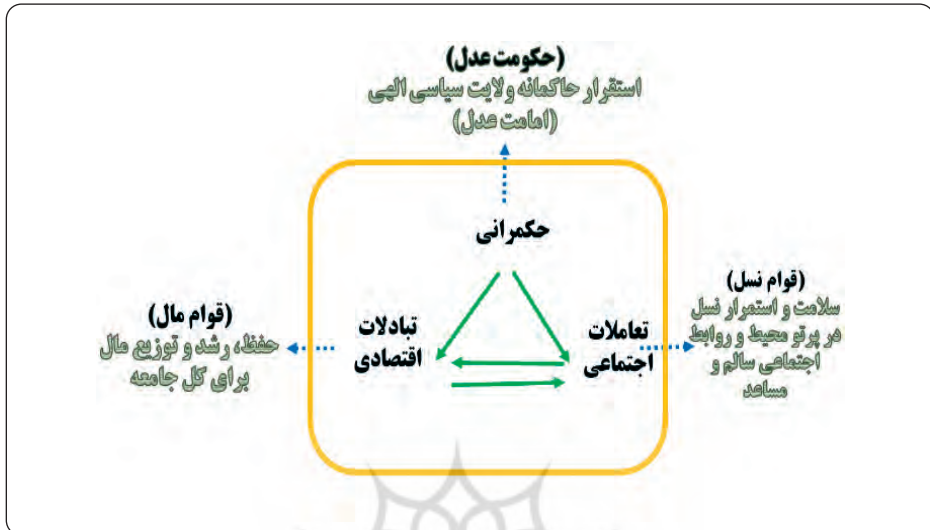 (حکومت عدل)
استقرار حاکمانه ولایت سیاسی الهی
(امامت عدل)
حکمرانی
(قوام نسل)
سلامت و استمرار نسل
در پرتو محیط و روابط
اجتماعی سالم و
مساعد
تعاملات
اجتماعی
تبادلات
اقتصادی
(قوام مال)
حفظ، رشد و توزیع مال
برای کل جامعه